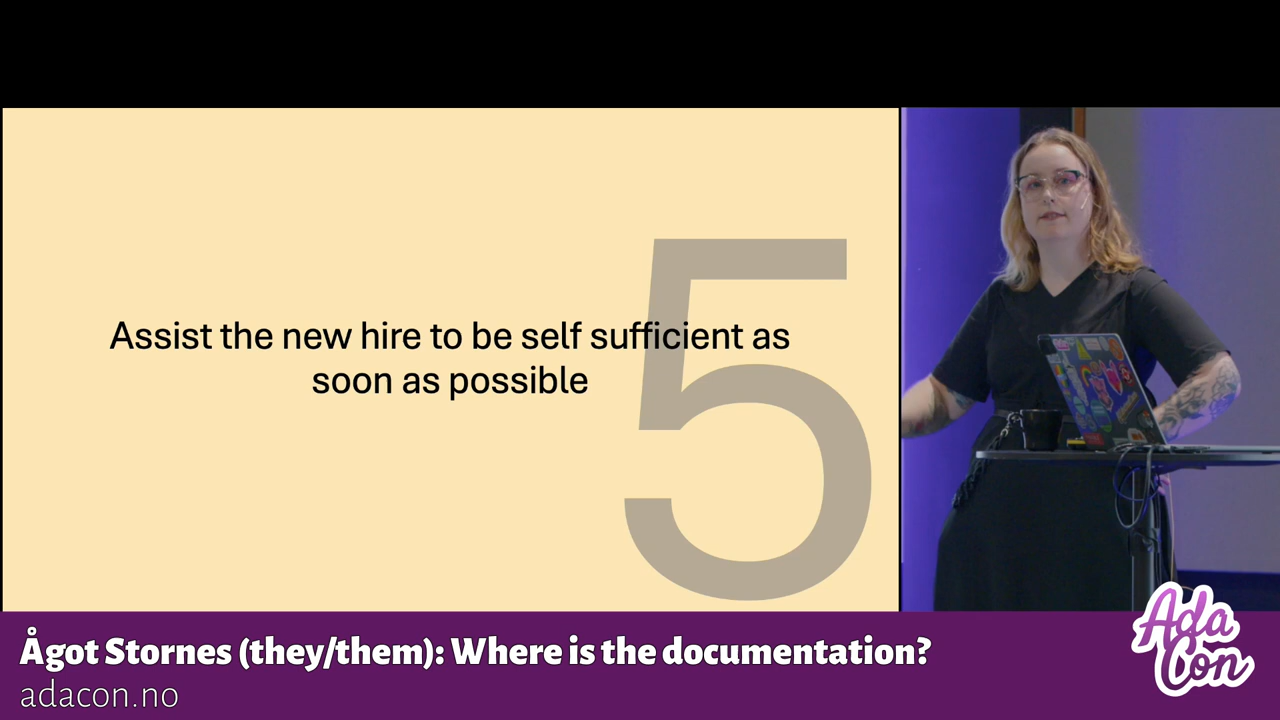 Assist the new hire to be self sufficient as
soon as possible
5
Ågot Stornes (they/them): Where is the documentation?
adacon.no
Ada
Con